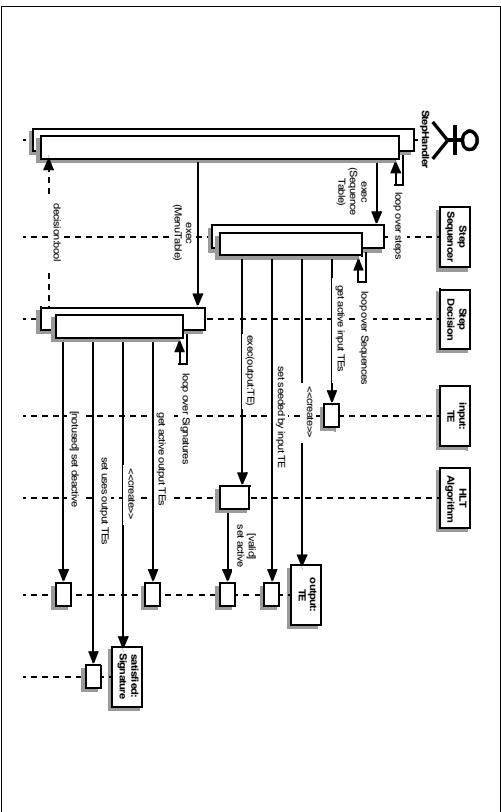 StepHandler
Step
Sequencer
Step
Decision
input:
TE
HLT
Algorithm
loop over steps
exec
(Sequence
Table)
loop over Sequences
get active input TEs
<<create>>
output:
TE
set seeded by input TE
exec(output:TE)
[valid]
set active
exec
(MenuTable)
loop over Signatures
get active output TEs
<<create>>
satisfied:
Signature
set uses output TEs
[notused] set deactive
decision:bool